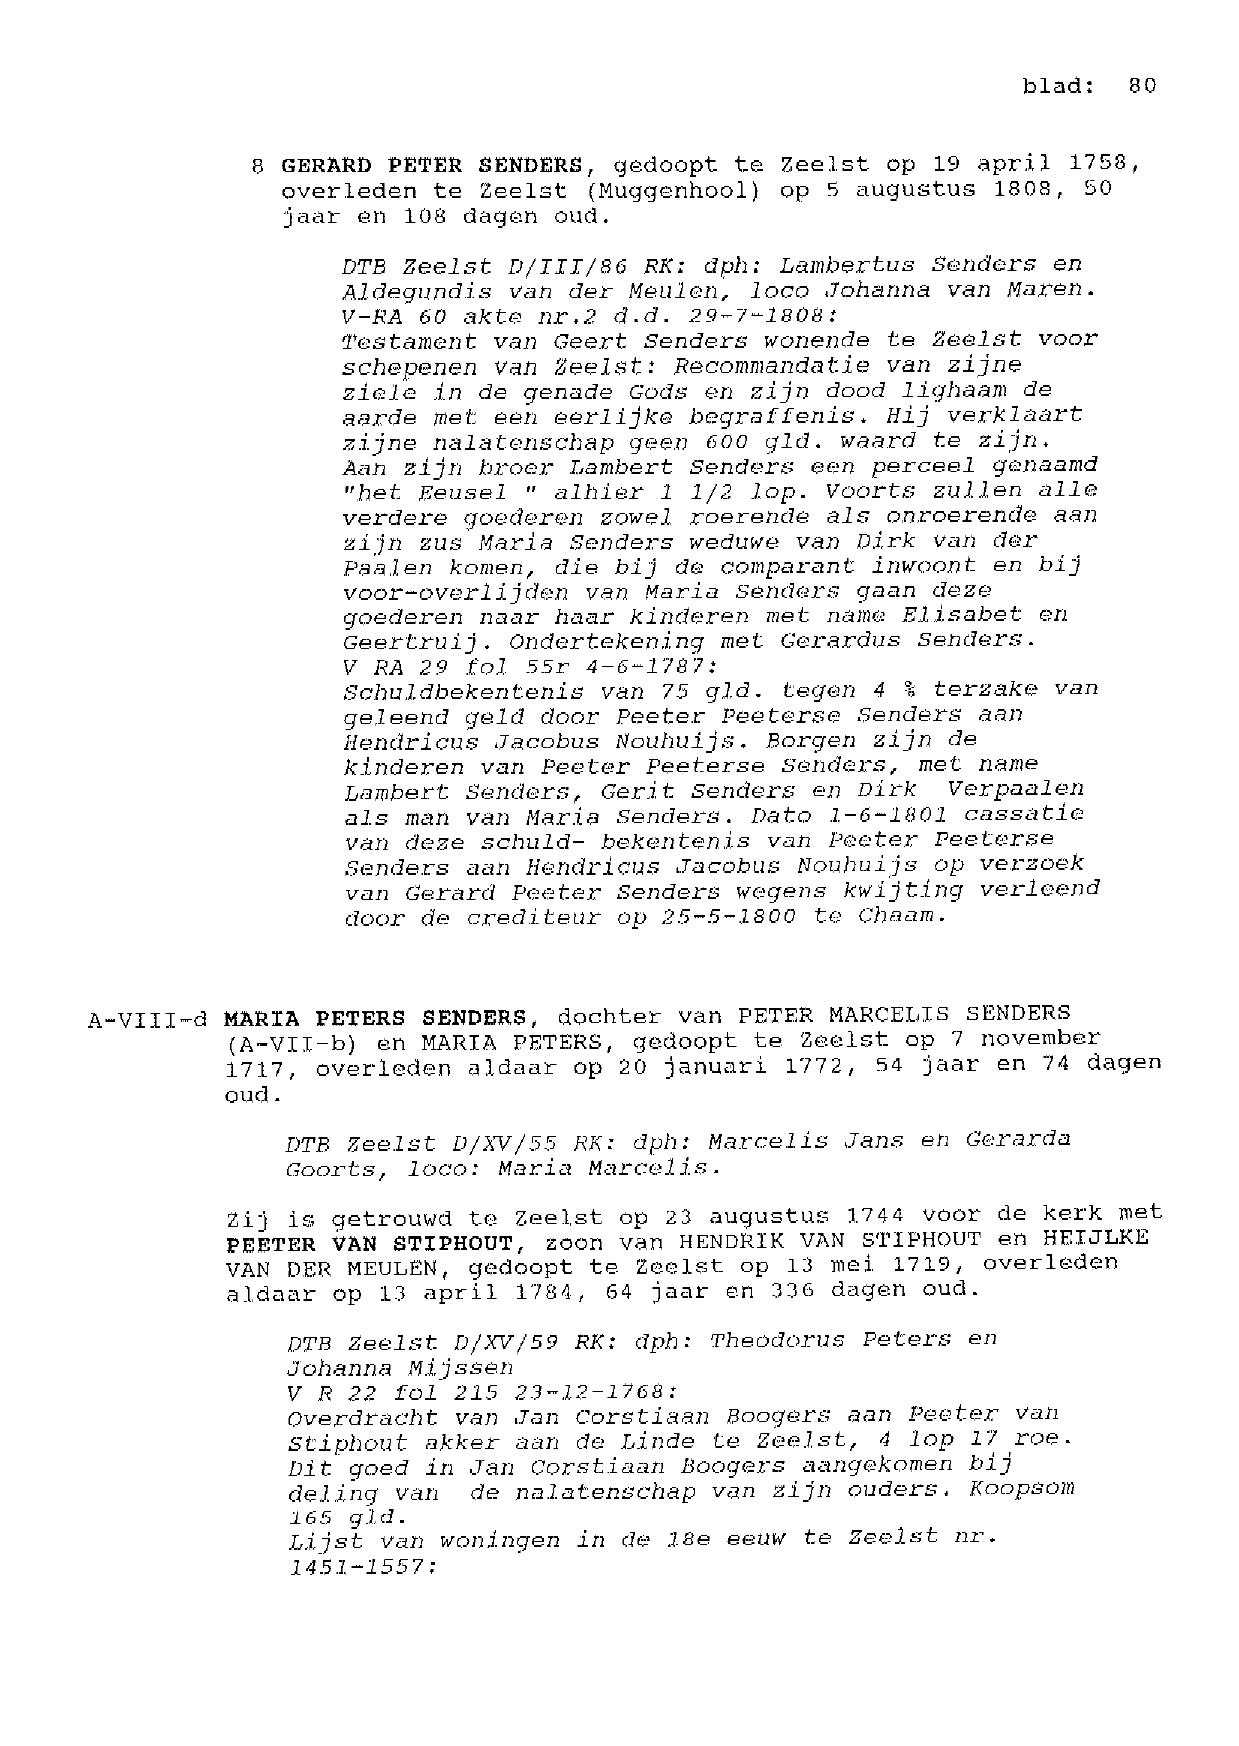 blad: 80
8 GERARD PETER SENDERS, gedoopt te Zeelst op 19 april 1758,
overleden te Zeelst (Muggenhool) op 5 augustus 1808, 50
jaar en 108 dagen oud.
DTB Zeelst D/III/86 RK: dph: Lambertus Senders en
Aldegundis van der Meulen, loco Johanna van Maren.
V-RA 60 akte nr.2 d.d. 29-7-1808:
Testament van Geert Senders wonende te Zeelst voor
schepenen van Zeelst: Recommandatie van zijne
ziele in de genade Gods en zijn dood lighaam de
aarde met een eerlijke begraffenis. Hij verklaart
zijne nalatenschap geen 600 gld. waard te zijn.
Aan zijn broer Lambert Senders een perceel genaamd
"het Eeusel " alhier 1 1/2 lop. Voorts zullen alle
verdere goederen zowel roerende als onroerende aan
zijn zus Maria Senders weduwe van Dirk van der
Paalen komen, die bij de comparant inwoont en bij
voor-overlijden van Maria Senders gaan deze
goederen naar haar kinderen met name Elisabet en
Geertruij. Ondertekening met Gerardus Senders.
V RA 29 fol 55r 4-6-1787:
Schuldbekentenis van 75 gld. tegen 4 % terzake van
geleend geld door Peeter Peeterse Senders aan
Hendricus Jacobus Nouhuijs. Borgen zijn de
kinderen van Peeter Peeterse Senders, met name
Lambert Senders, Gerit Senders en Dirk Verpaalen
als man van Maria Senders. Dato 1-6-1801 cassatie
van deze schuld- bekentenis van Peeter Peeterse
Senders aan Hendricus Jacobus Nouhuijs op verzoek
van Gerard Peeter Senders wegens kwijting verleend
door de crediteur op 25-5-1800 te Chaam.
A-VIII-d MARIA PETERS SENDERS, dochter van PETER MARCELIS SENDERS
(A-VII-b) en MARIA PETERS, gedoopt te Zeelst op 7 november
1717, overleden aldaar op 20 januari 1772, 54 jaar en 74 dagen
oud.
DTB Zeelst D/XV/55 RK: dph: Marcelis Jans en Gerarda
Goorts, loco: Maria Marcelis.
Zij is getrouwd te Zeelst op 23 augustus 1744 voor de kerk met
PEETER VAN STIPHOUT, zoon van HENDRIK VAN STIPHOUT en HEIJLKE
VAN DER MEULEN, gedoopt te Zeelst op 13 mei 1719, overleden
aldaar op 13 april 1784, 64 jaar en 336 dagen oud.
DTB Zeelst D/XV/59 RK: dph: Theodorus Peters en
Johanna Mijssen
V R 22 fol 215 23-12-1768:
Overdracht van Jan Corstiaan Boogers aan Peeter van
Stiphout akker aan de Linde te Zeelst, 4 lop 17 roe.
Dit goed in Jan Corstiaan Boogers aangekomen bij
deling van de nalatenschap van zijn ouders. Koopsom
165 gld.
Lijst van woningen in de 18e eeuw te Zeelst nr.
1451-1557: